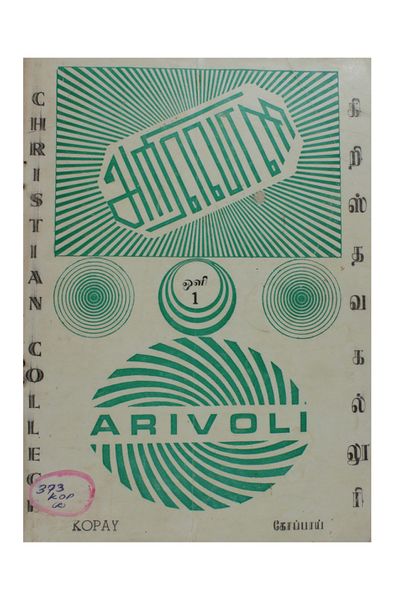 அறிவொளி
CHRISTIAN COLLEGE
கிறிஸ்தவ கல்லூரி
ஒளி
1
ARIVOLI
373
KOP
KOPAY
கோப்பாய்